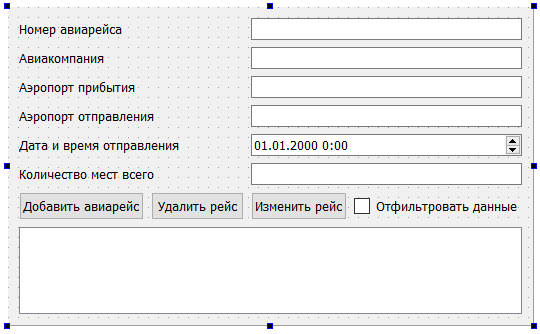 Номер авиарейса
Авиакомпания
Аэропорт прибытия
Аэропорт отправления
Дата и время отправления 01.01.2000 0:00
Количество мест всего
Добавить авиарейс Удалить рейс Изменить рейс Отфильтровать данные